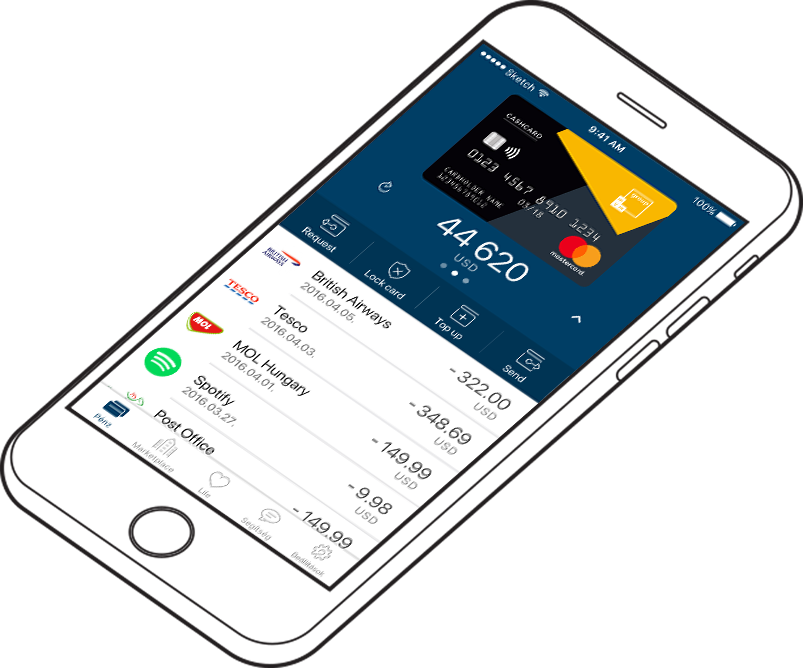 Sketch
9:41 AM
100%
CASHCARD
0123 4567 8910 1234
CARDHOLDER NAME
03/18
mastercard
44 620
USD
Request
Lock card
Top up
Send
BRITISH AIRWAYS
British Airways
2016.04.05.
- 322.00
USD
TESCO
Tesco
2016.04.03.
- 348.69
USD
MOL
MOL Hungary
2016.04.01.
- 149.99
USD
Spotify
2016.03.27.
- 9.98
USD
Post Office
- 149.99
Pénz
Marketplace
Life
Segítség
Beállítások